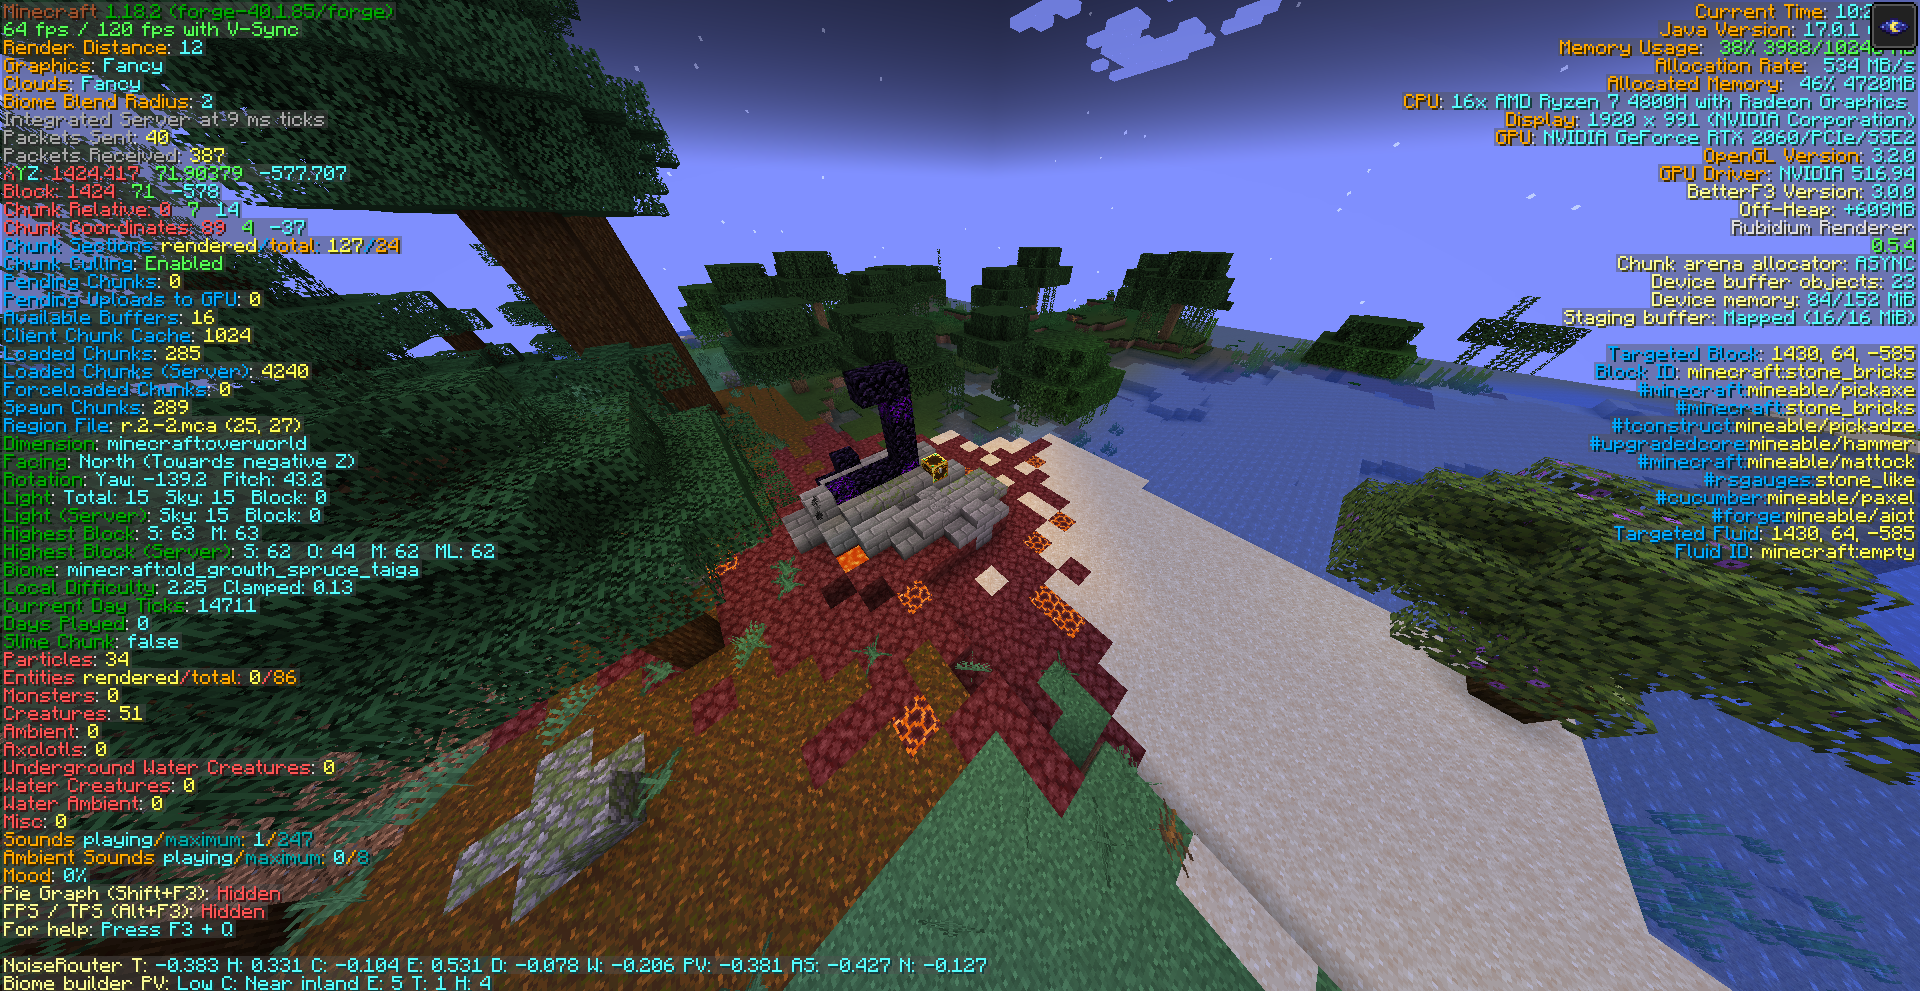 Minecraft 1.18.2 (forge-40.1.85/forge)
64 fps / 120 fps with V-Sync
Render Distance: 12
Graphics: Fancy
Clouds: Fancy
Biome Blend Radius: 2
Integrated Server at 9 ms ticks
Packets Sent: 40
Packets Received: 387
XYZ: 1424.417 71.90379 -577.707
Block: 1424 71 -578
Chunk Relative: 0 7 14
Chunk Coordinates: 89 4 -37
Chunk Sections rendered/total: 127/24
Chunk Culling: Enabled
Pending Chunks: 0
Pending Uploads to GPU: 0
Available Buffers: 16
Client Chunk Cache: 1024
Loaded Chunks: 285
Loaded Chunks (Server): 4240
Forceloaded Chunks: 0
Spawn Chunks: 289
Region File: r.2.-2.mca (25, 27)
Dimension: minecraft:overworld
Facing: North (Towards negative Z)
Rotation: Yaw: -139.2 Pitch: 43.2
Light: Total: 15 Sky: 15 Block: 0
Light (Server): Sky: 15 Block: 0
Highest Block: S: 63 M: 63
Highest Block (Server): S: 62 O: 44 M: 62 ML: 62
Biome: minecraft:old_growth_spruce_taiga
Local Difficulty: 2.25 Clamped: 0.13
Current Day Ticks: 14711
Days Played: 0
Slime Chunk: false
Particles: 34
Entities rendered/total: 0/86
Monsters: 0
Creatures: 51
Ambient: 0
Axolotls: 0
Underground Water Creatures: 0
Water Creatures: 0
Water Ambient: 0
Misc: 0
Sounds playing/maximum: 1/247
Ambient Sounds playing/maximum: 0/8
Mood: 0%
Pie Graph (Shift+F3): Hidden
FPS / TPS (Alt+F3): Hidden
For help: Press F3 + Q
NoiseRouter T: -0.383 H: 0.331 C: -0.104 E: 0.531 D: -0.078 W: -0.206 PV: -0.381 AS: -0.427 N: -0.127
Biome builder PV: Low C: Near inland E: 5 T: 1 H: 4
Current Time: 10:
Java Version: 17.0.1
Memory Usage: 38% 3988/10240 MB
Allocation Rate: 534 MB/s
Allocated Memory: 46% 4720MB
CPU: 16x AMD Ryzen 7 4800H with Radeon Graphics
Display: 1920 x 991 (NVIDIA Corporation)
GPU: NVIDIA GeForce RTX 2060/PCIe/SSE2
OpenGL Version: 3.2.0
GPU Driver: NVIDIA 516.94
BetterF3 Version: 3.0.0
Off-Heap: +609MB
Rubidium Renderer
0.5.4
Chunk arena allocator: ASYNC
Device buffer objects: 23
Device memory: 84/152 MiB
Staging buffer: Mapped (16/16 MiB)
Targeted Block: 1430, 64, -585
Block ID: minecraft:stone_bricks
#minecraft:mineable/pickaxe
#minecraft:stone_bricks
#tconstruct:mineable/pickadze
#upgradedcore:mineable/hammer
#minecraft:mineable/mattock
#rsgauges:stone_like
#cucumber:mineable/paxel
#forge:mineable/aiot
Targeted Fluid: 1430, 64, -585
Fluid ID: minecraft:empty